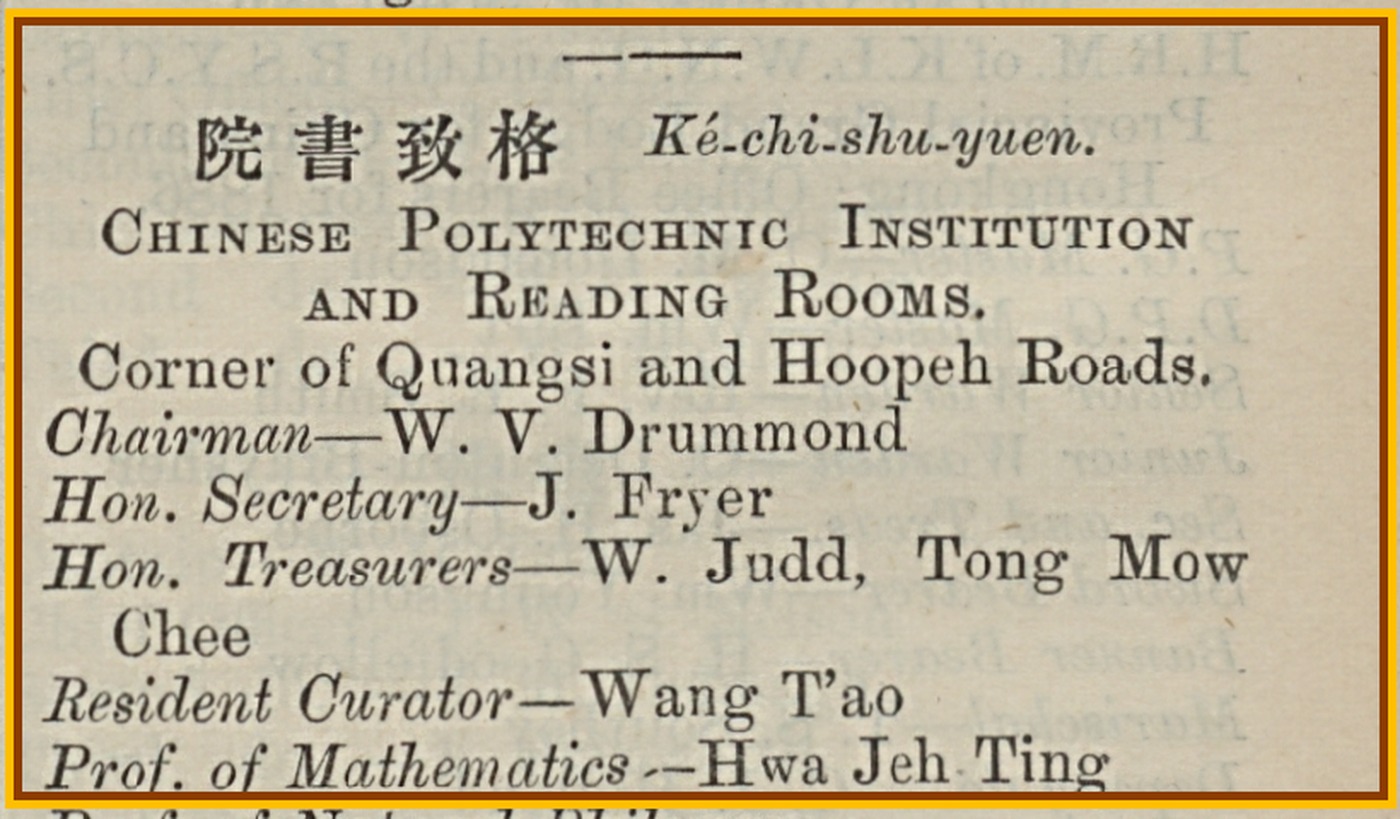 院書致格 Ké-chi-shu-yuen.
CHINESE POLYTECHNIC INSTITUTION
AND READING ROOMS.
Corner of Quangsi and Hoopeh Roads.
Chairman—W. V. Drummond
Hon. Secretary—J. Fryer
Hon. Treasurers—W. Judd, Tong Mow
Chee
Resident Curator—Wang T’ao
Prof. of Mathematics—Hwa Jeh Ting